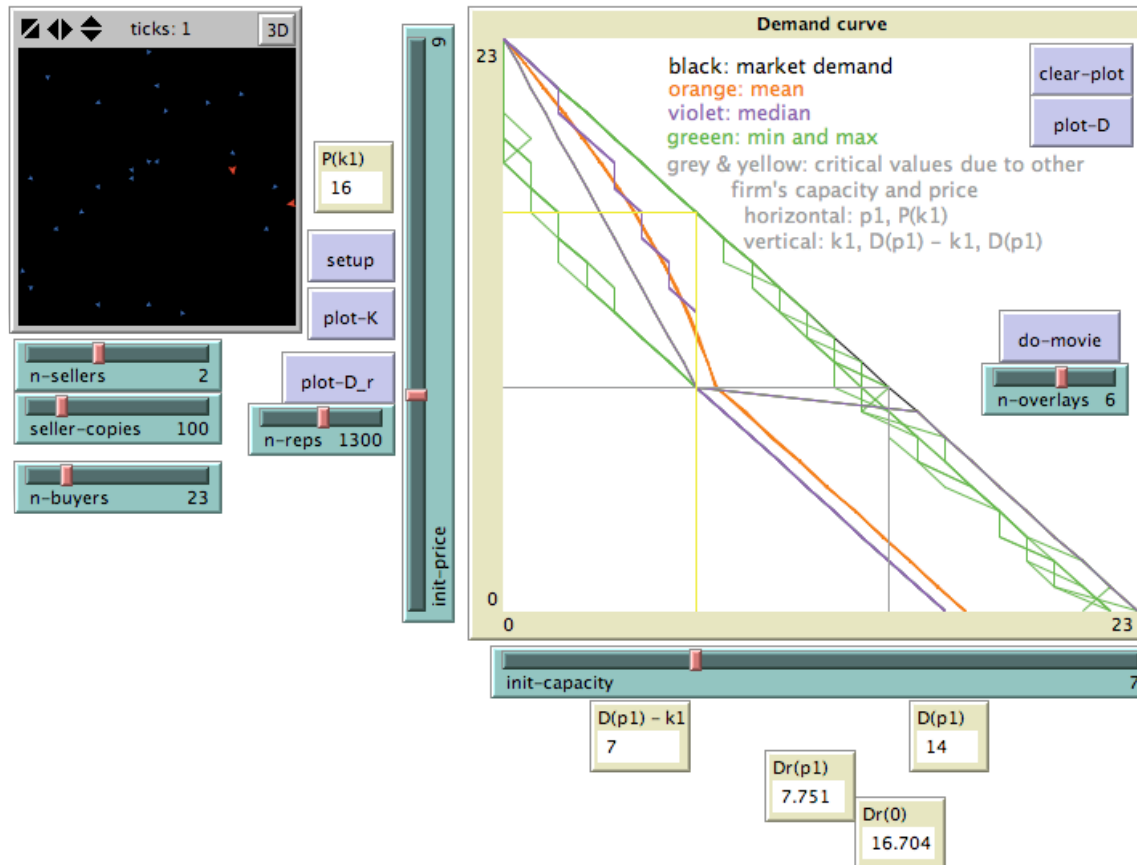 ticks: 1
3D
9
init-price
P(k1)
16
setup
plot-K
plot-D_r
n-reps 1300
n-sellers 2
seller-copies 100
n-buyers 23
Demand curve
23
black: market demand
orange: mean
violet: median
greeen: min and max
grey & yellow: critical values due to other
firm's capacity and price
horizontal: p1, P(k1)
vertical: k1, D(p1) - k1, D(p1)
clear-plot
plot-D
do-movie
n-overlays 6
0
0
23
init-capacity 7
D(p1) - k1
7
D(p1)
14
Dr(p1)
7.751
Dr(0)
16.704